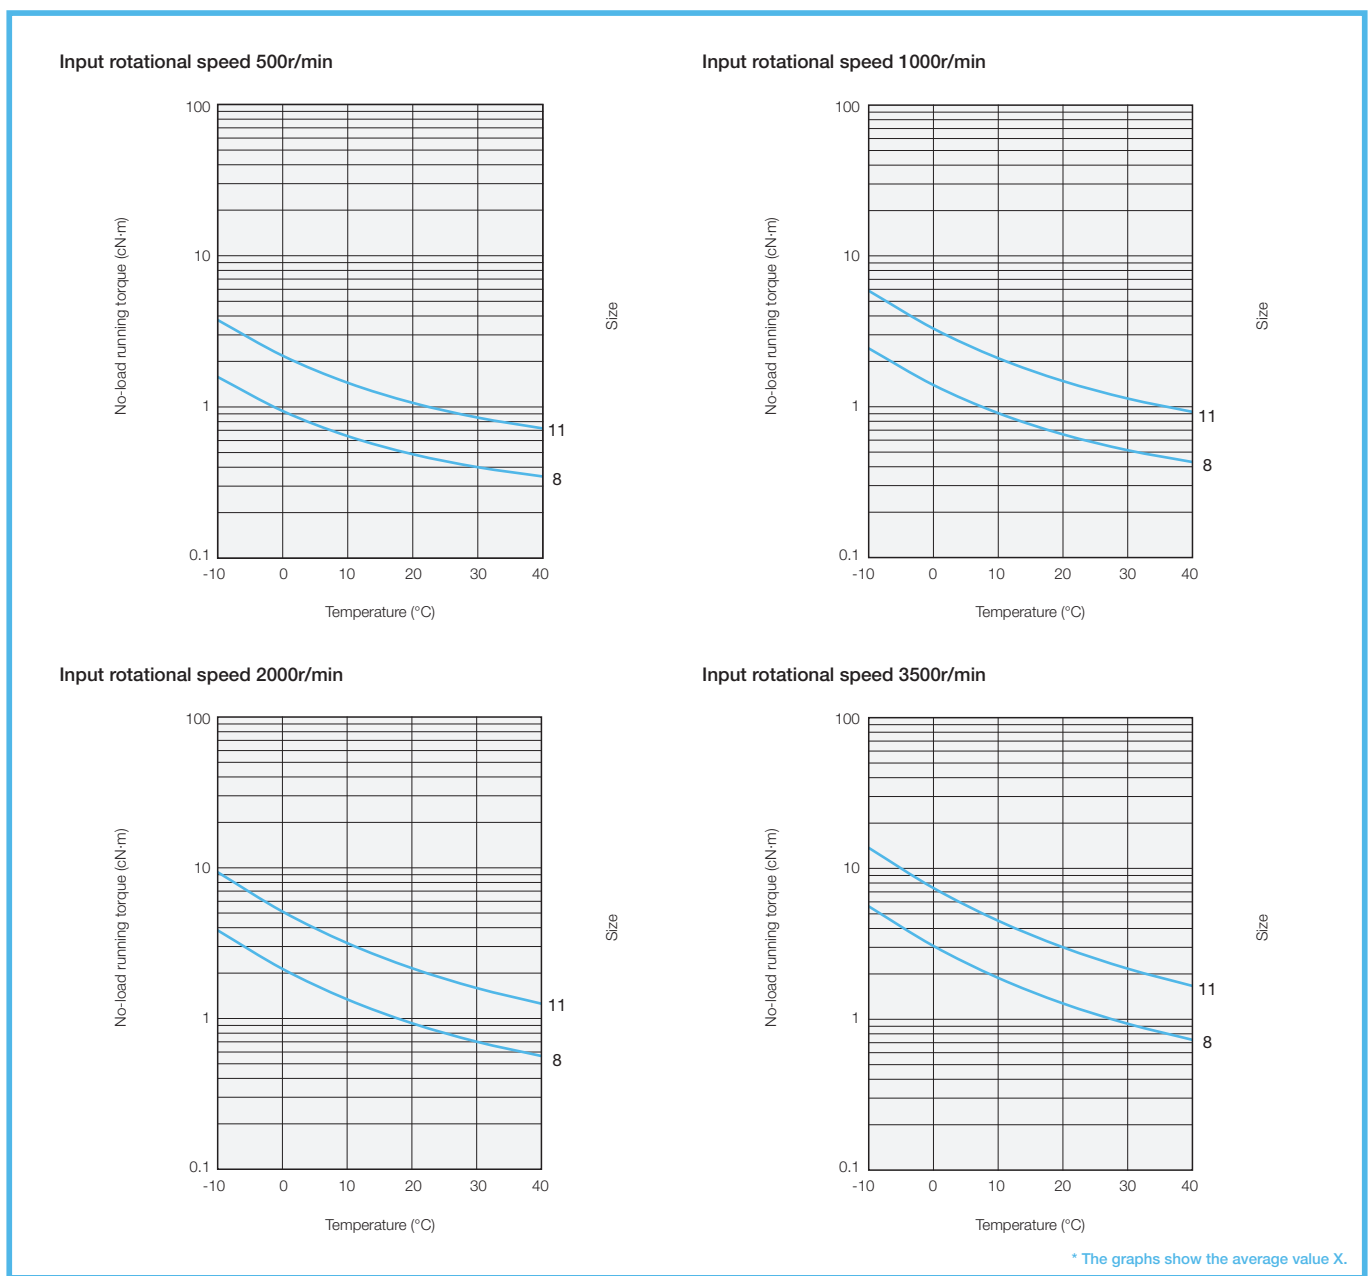 Input rotational speed 500r/min
100
10
1
0.1
-10 0 10 20 30 40
No-load running torque (cN·m)
Temperature (°C)
Size
11
8
Input rotational speed 1000r/min
100
10
1
0.1
-10 0 10 20 30 40
No-load running torque (cN·m)
Temperature (°C)
Size
11
8
Input rotational speed 2000r/min
100
10
1
0.1
-10 0 10 20 30 40
No-load running torque (cN·m)
Temperature (°C)
Size
11
8
Input rotational speed 3500r/min
100
10
1
0.1
-10 0 10 20 30 40
No-load running torque (cN·m)
Temperature (°C)
Size
11
8
* The graphs show the average value X.